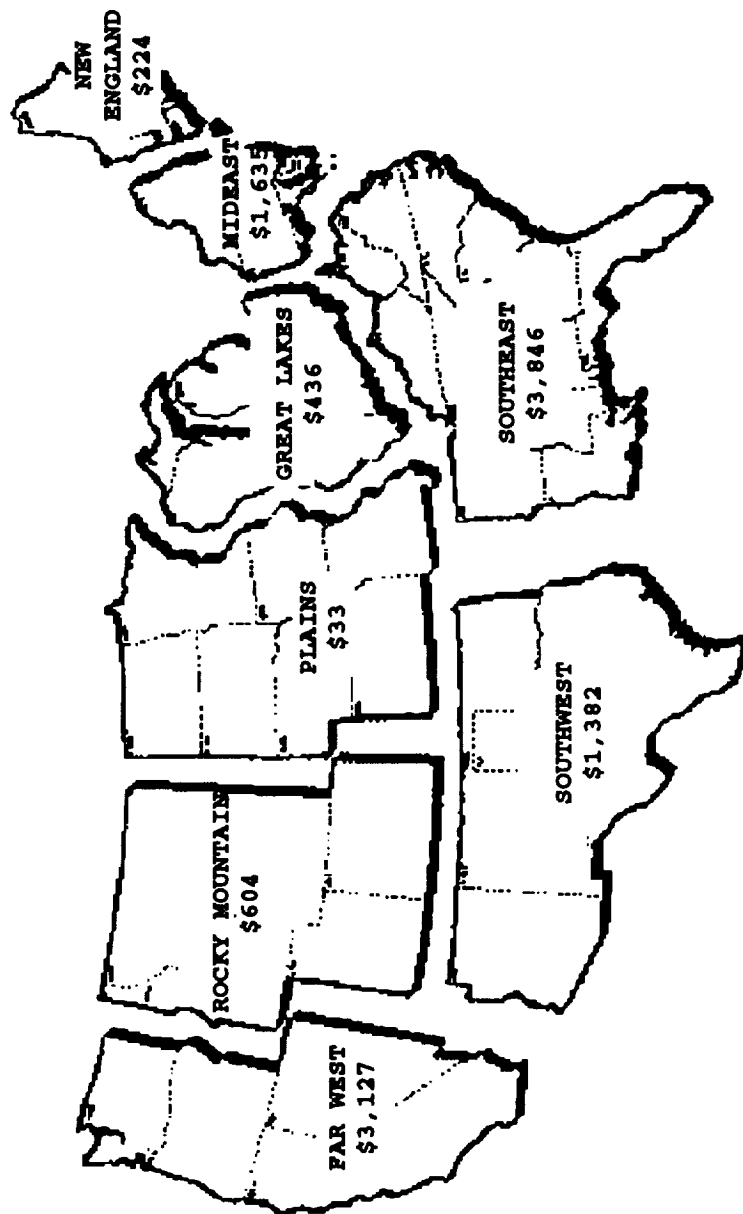 NEW
ENGLAND
$224
MIDEAST
$1,635
GREAT LAKES
$436
PLAINS
$33
ROCKY MOUNTAIN
$604
FAR WEST
$3,127
SOUTHEAST
$3,846
SOUTHWEST
$1,382